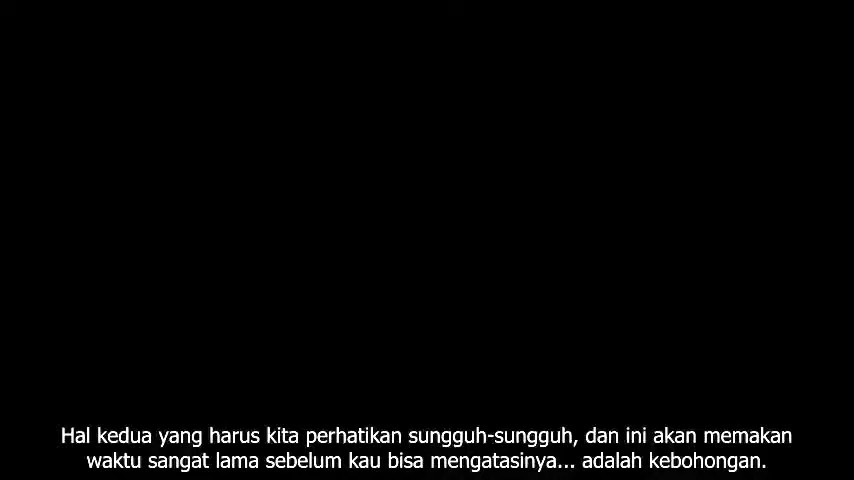 Hal kedua yang harus kita perhatikan sungguh-sungguh, dan ini akan memakan
waktu sangat lama sebelum kau bisa mengatasinya... adalah kebohongan.